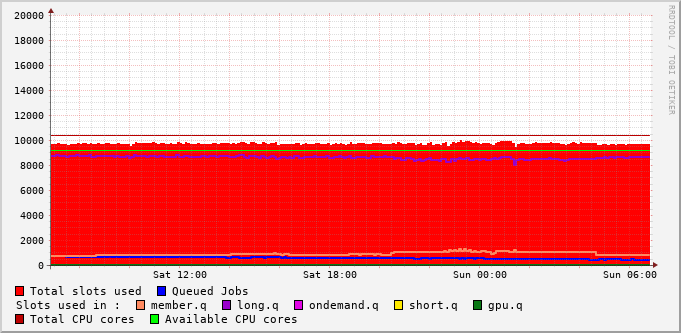 20000
18000
16000
14000
12000
10000
8000
6000
4000
2000
0
Sat 12:00 Sat 18:00 Sun 00:00 Sun 06:00
RRDTOOL / TOBI OETIKER
Total slots used Queued Jobs
Slots used in : member.q long.q ondemand.q short.q gpu.q
Total CPU cores Available CPU cores